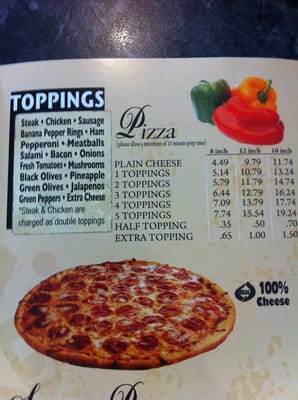 TOPPINGS
Steak • Chicken • Sausage
Banana Pepper Rings • Ham
Pepperoni • Meatballs
Salami • Bacon • Onions
Fresh Tomatoes • Mushrooms
Black Olives • Pineapple
Green Olives • Jalapenos
Green Peppers • Extra Cheese
*Steak & Chicken are
charged as double toppings
Pizza
(please allow a minimum of 15 minute prep time)
8 inch 12 inch 16 inch
PLAIN CHEESE 4.49 9.79 11.74
1 TOPPINGS 5.14 10.79 13.24
2 TOPPINGS 5.79 11.79 14.74
3 TOPPINGS 6.44 12.79 16.24
4 TOPPINGS 7.09 13.79 17.74
5 TOPPINGS 7.74 15.54 19.24
HALF TOPPING .35 .50 .70
EXTRA TOPPING .65 1.00 1.50
REAL
100%
Cheese